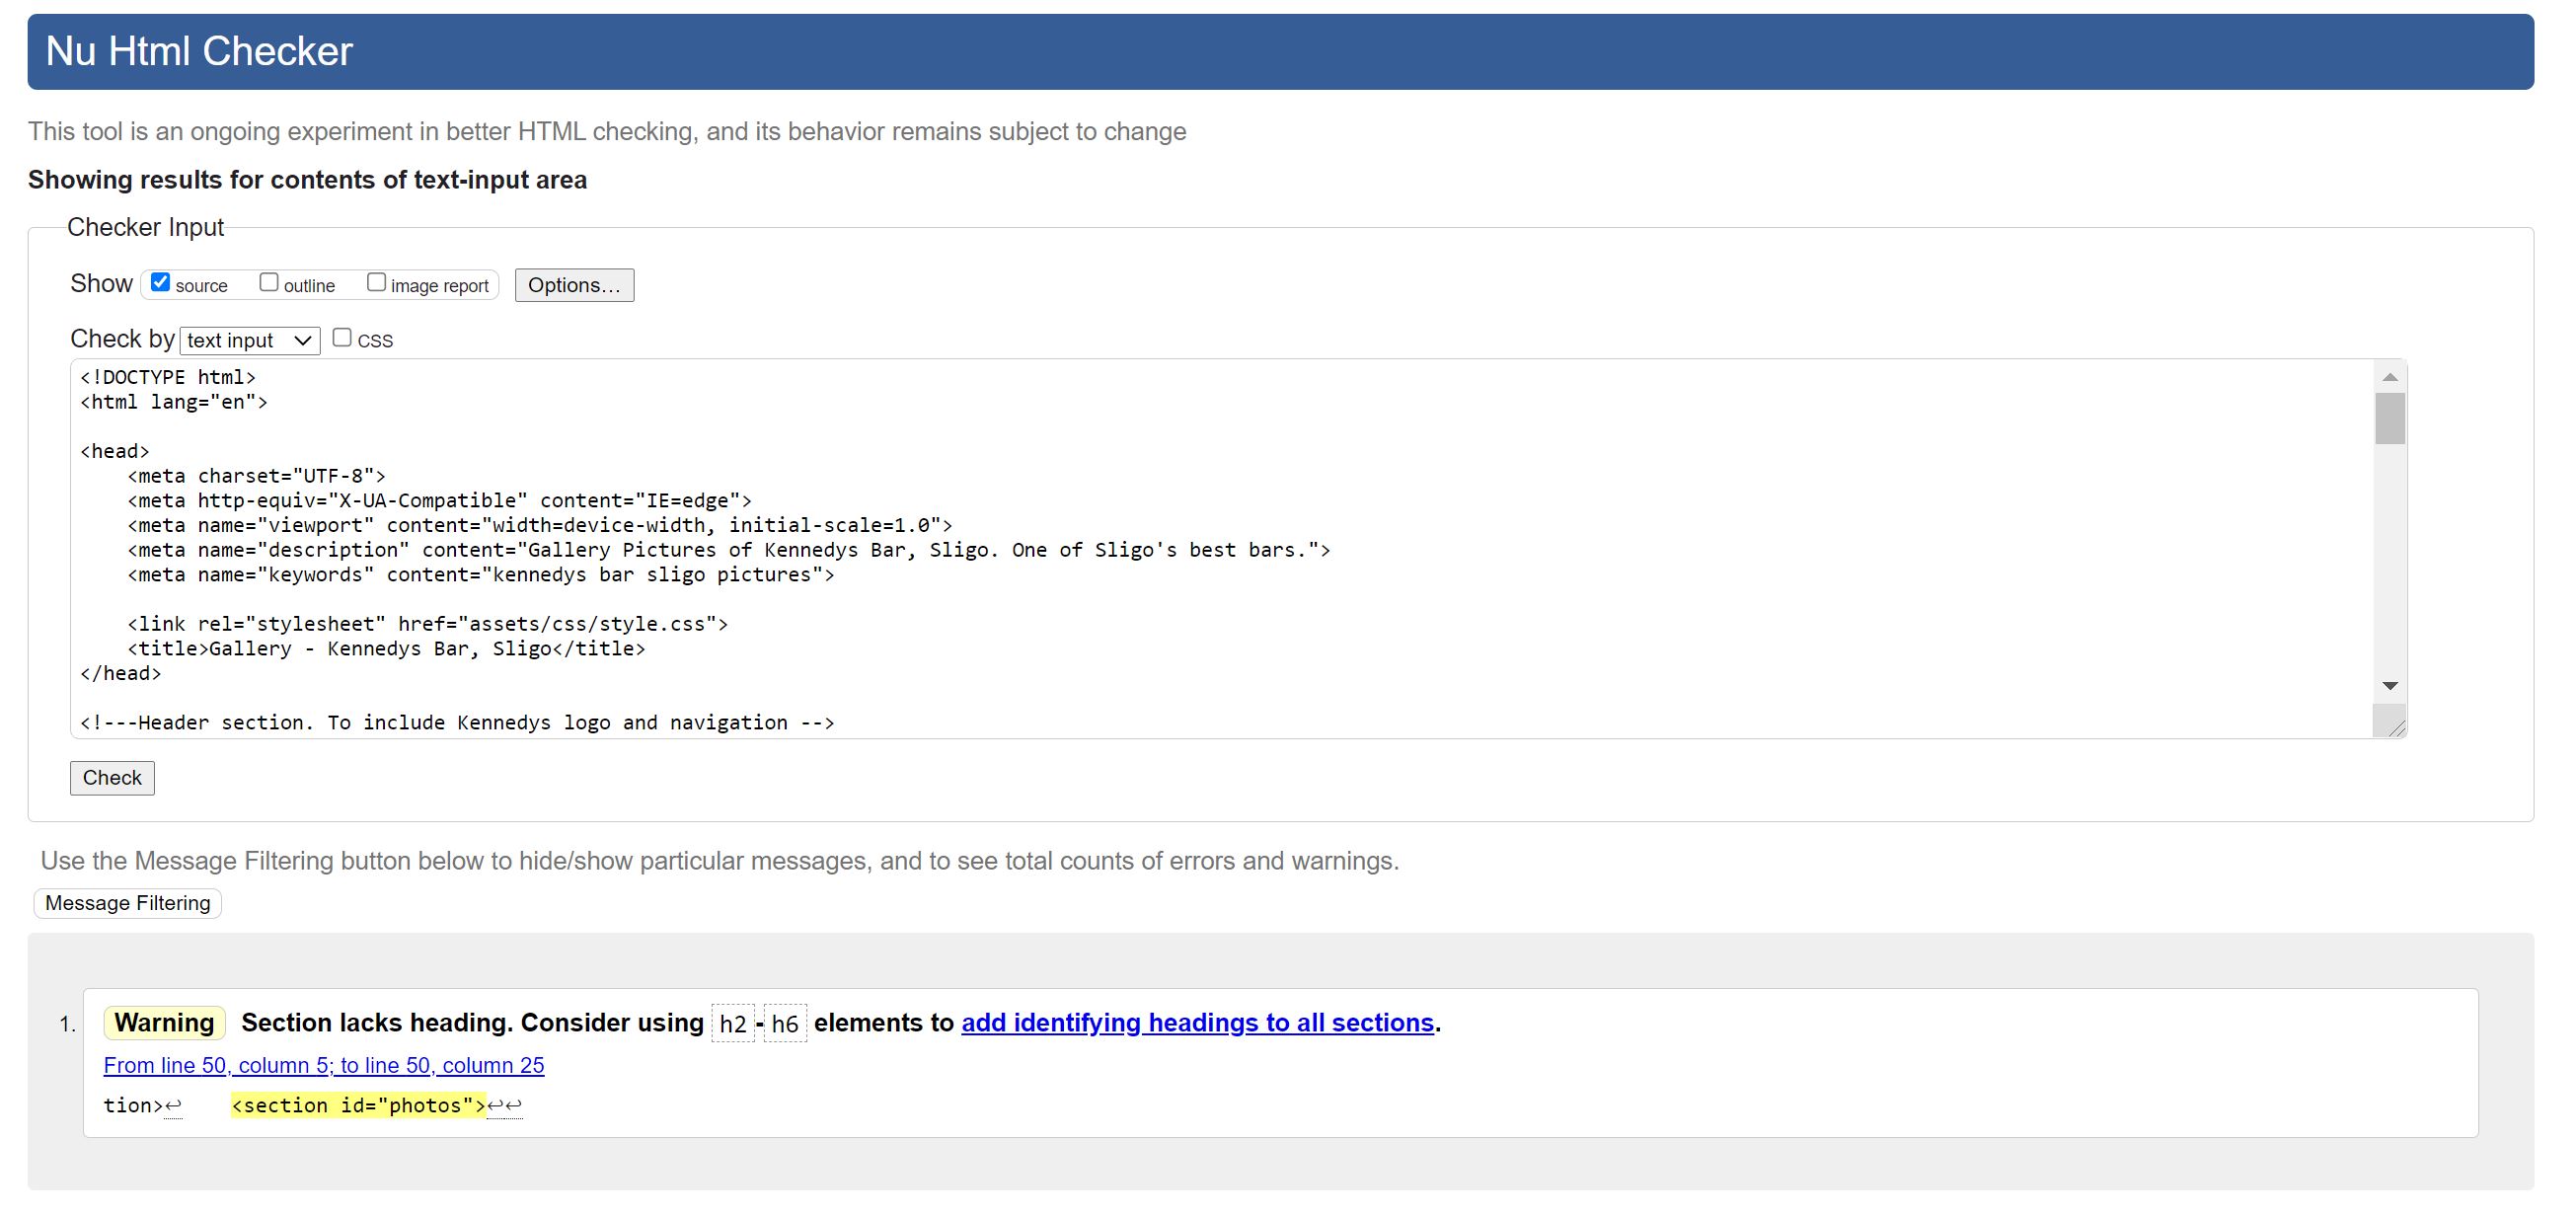 Nu Html Checker
This tool is an ongoing experiment in better HTML checking, and its behavior remains subject to change
Showing results for contents of text-input area
Checker Input
Show source outline image report Options...
Check by text input CSS
<!DOCTYPE html>
<html lang="en">
<head>
<meta charset="UTF-8">
<meta http-equiv="X-UA-Compatible" content="IE=edge">
<meta name="viewport" content="width=device-width, initial-scale=1.0">
<meta name="description" content="Gallery Pictures of Kennedys Bar, Sligo. One of Sligo's best bars.">
<meta name="keywords" content="kennedys bar sligo pictures">
<link rel="stylesheet" href="assets/css/style.css">
<title>Gallery - Kennedys Bar, Sligo</title>
</head>
<!---Header section. To include Kennedys logo and navigation -->
Check
Use the Message Filtering button below to hide/show particular messages, and to see total counts of errors and warnings.
Message Filtering
1. Warning Section lacks heading. Consider using h2-h6 elements to add identifying headings to all sections.
From line 50, column 5; to line 50, column 25
tion>↩ <section id="photos">↩↩